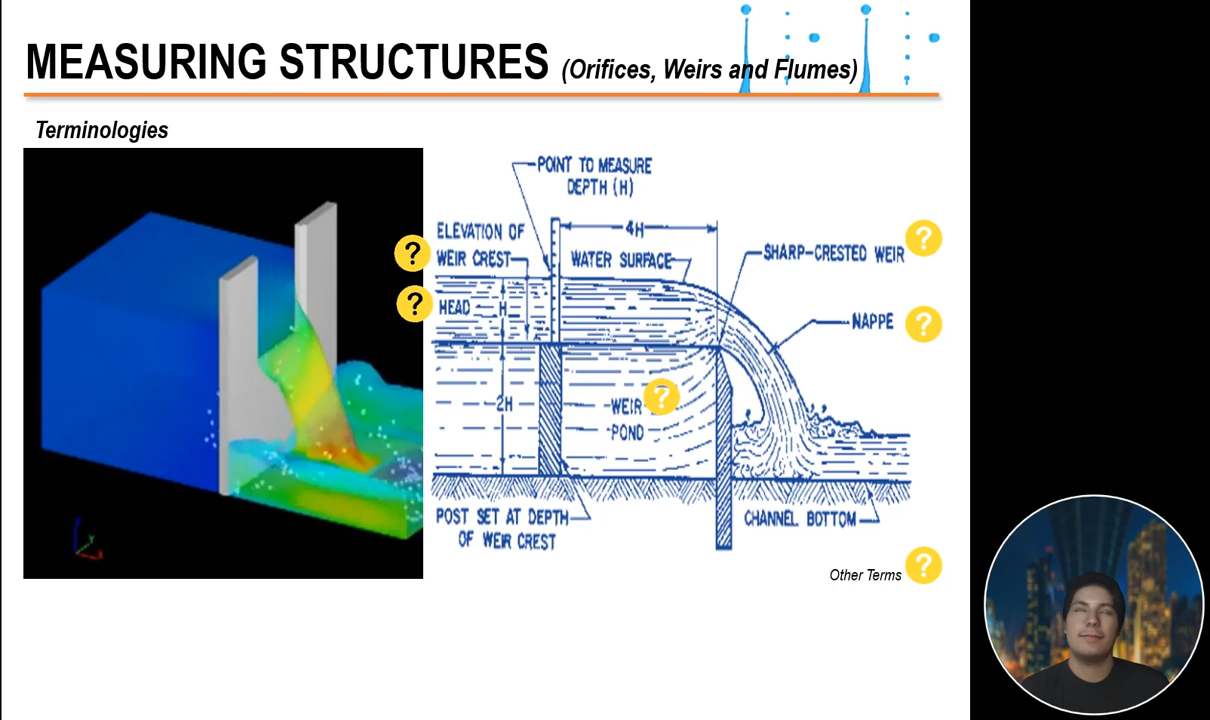 MEASURING STRUCTURES (Orifices, Weirs and Flumes)
Terminologies
POINT TO MEASURE
DEPTH (H)
4H
ELEVATION OF
WEIR CREST
WATER SURFACE
SHARP-CRESTED WEIR
?
?
?
HEAD
H
NAPPE
?
2H
WEIR
?
POND
POST SET AT DEPTH
OF WEIR CREST
CHANNEL BOTTOM
Other Terms
?
Y
X